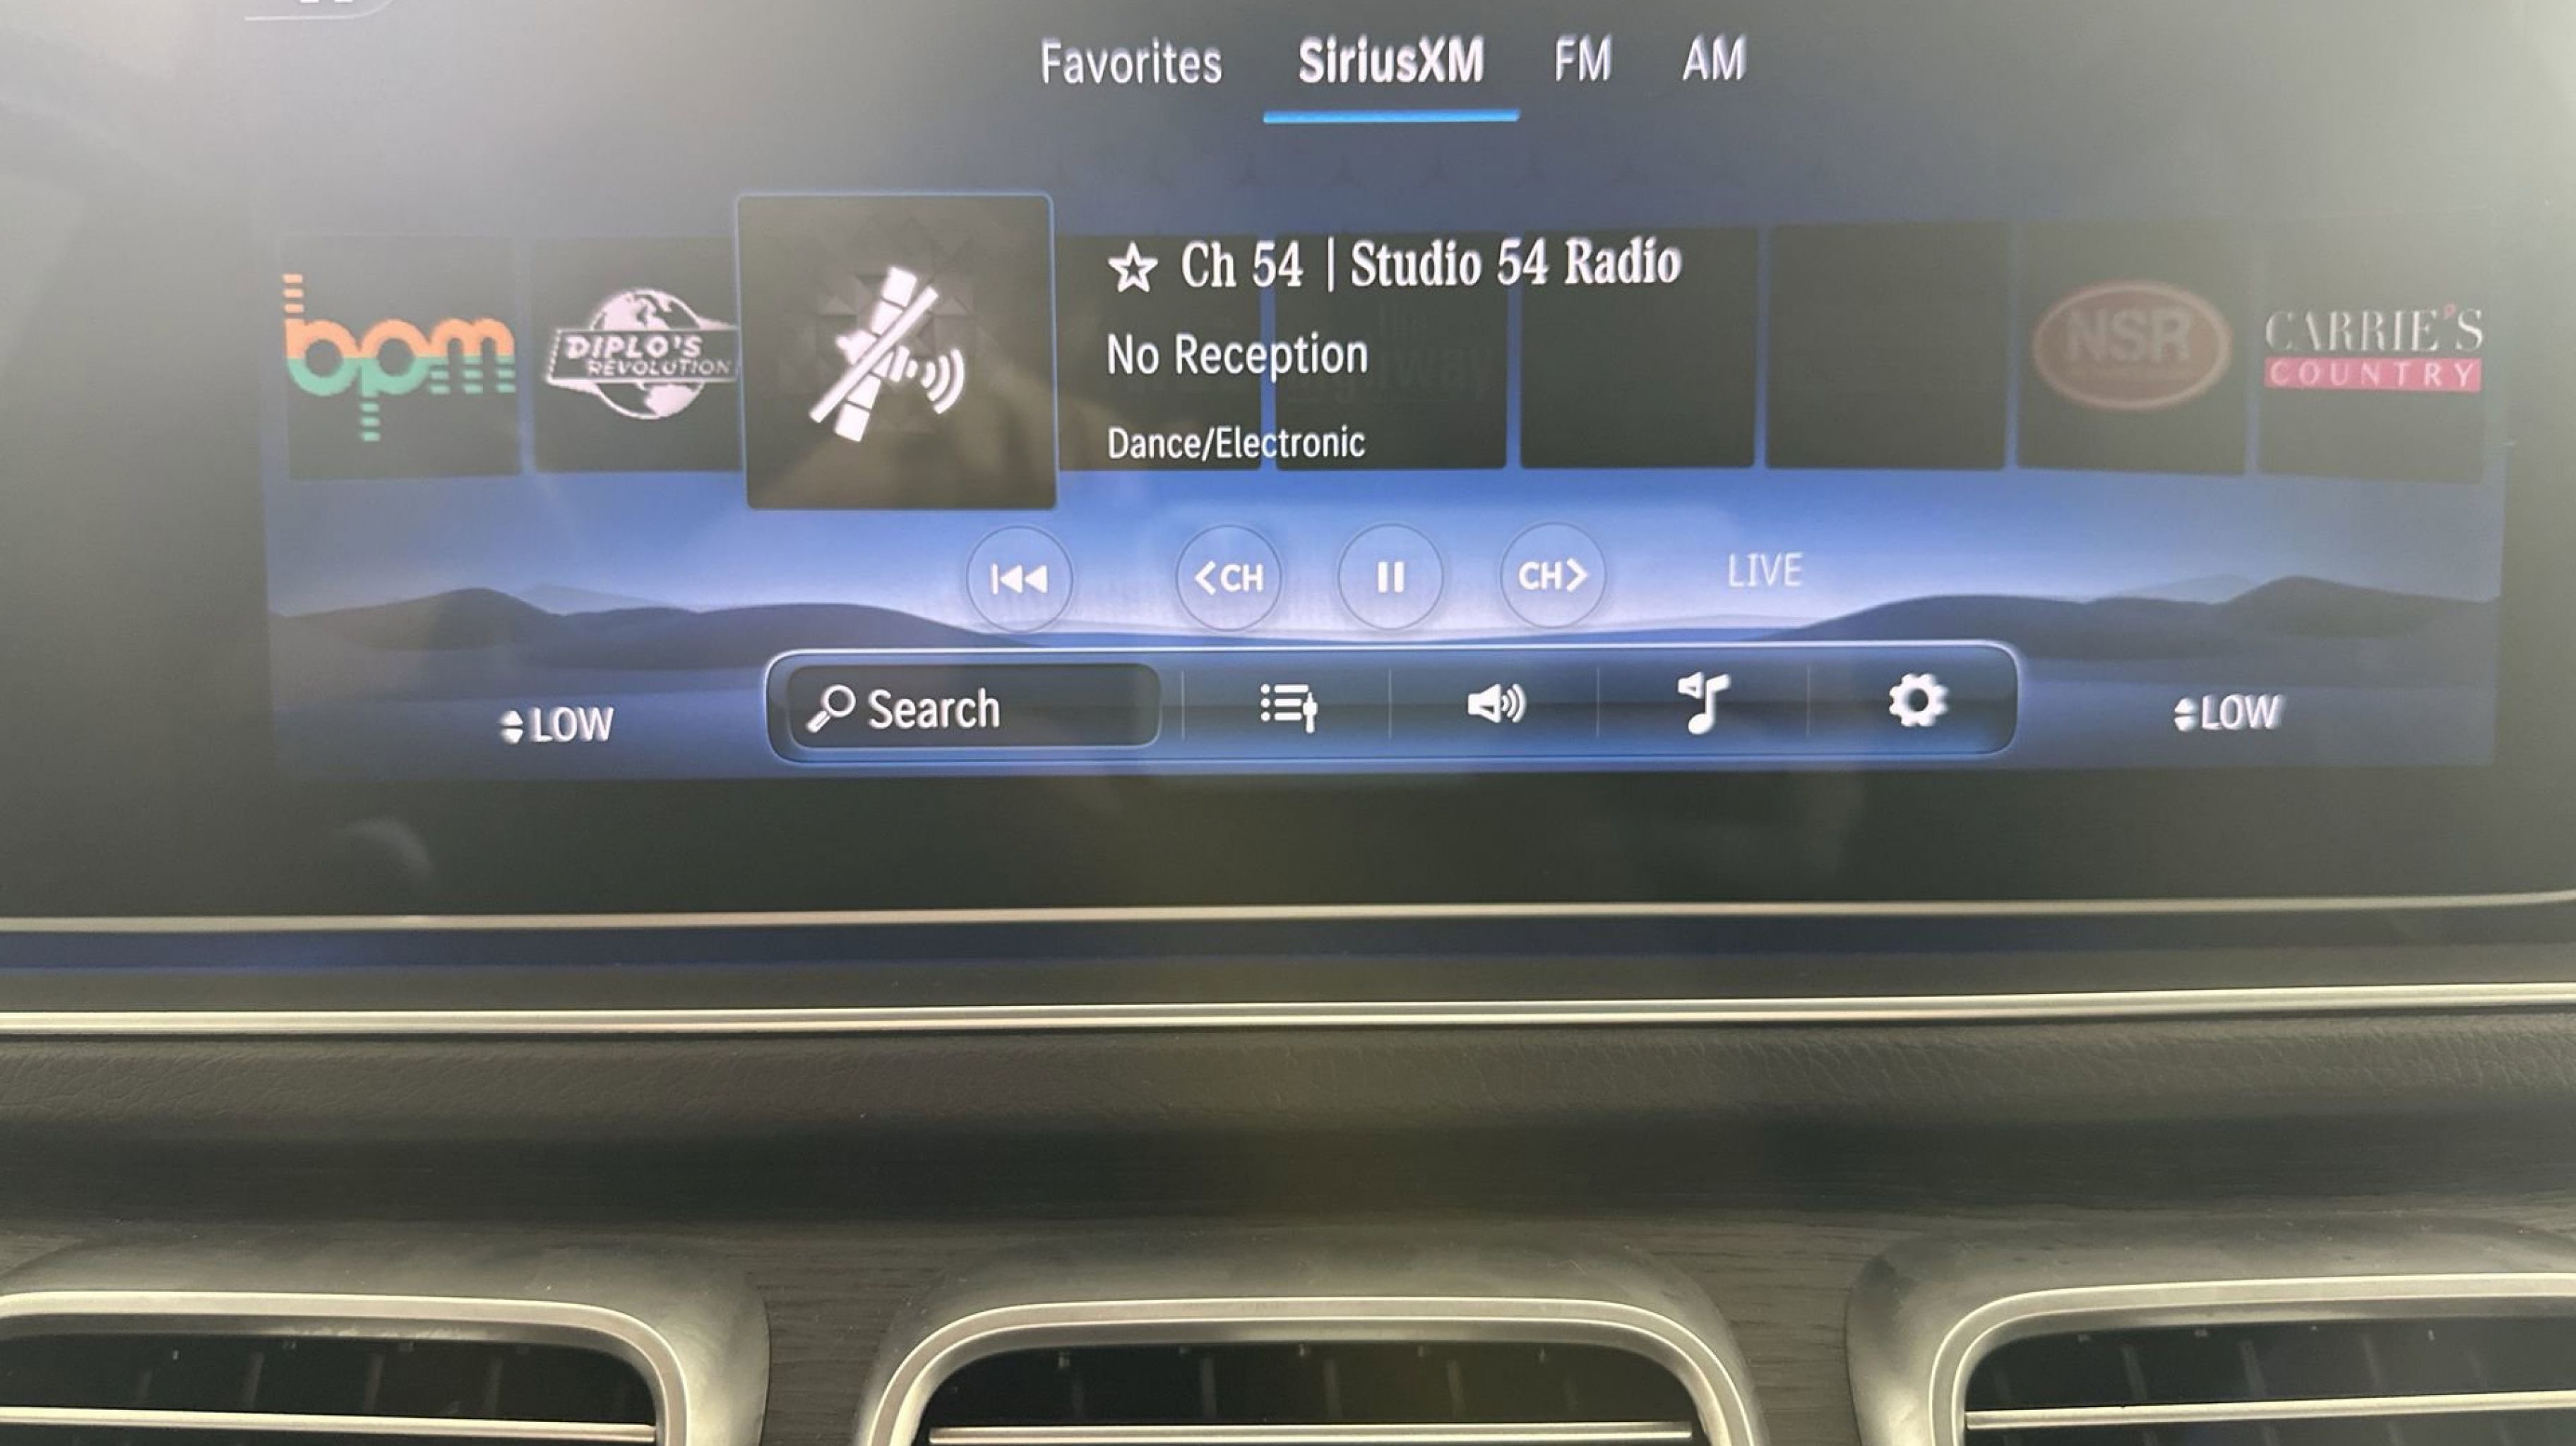 Favorites SiriusXM FM AM
bpm
DIPLO'S
REVOLUTION
☆ Ch 54 | Studio 54 Radio
No Reception
Dance/Electronic
NSR
CARRIE'S
COUNTRY
<CH CH> LIVE
LOW Search LOW